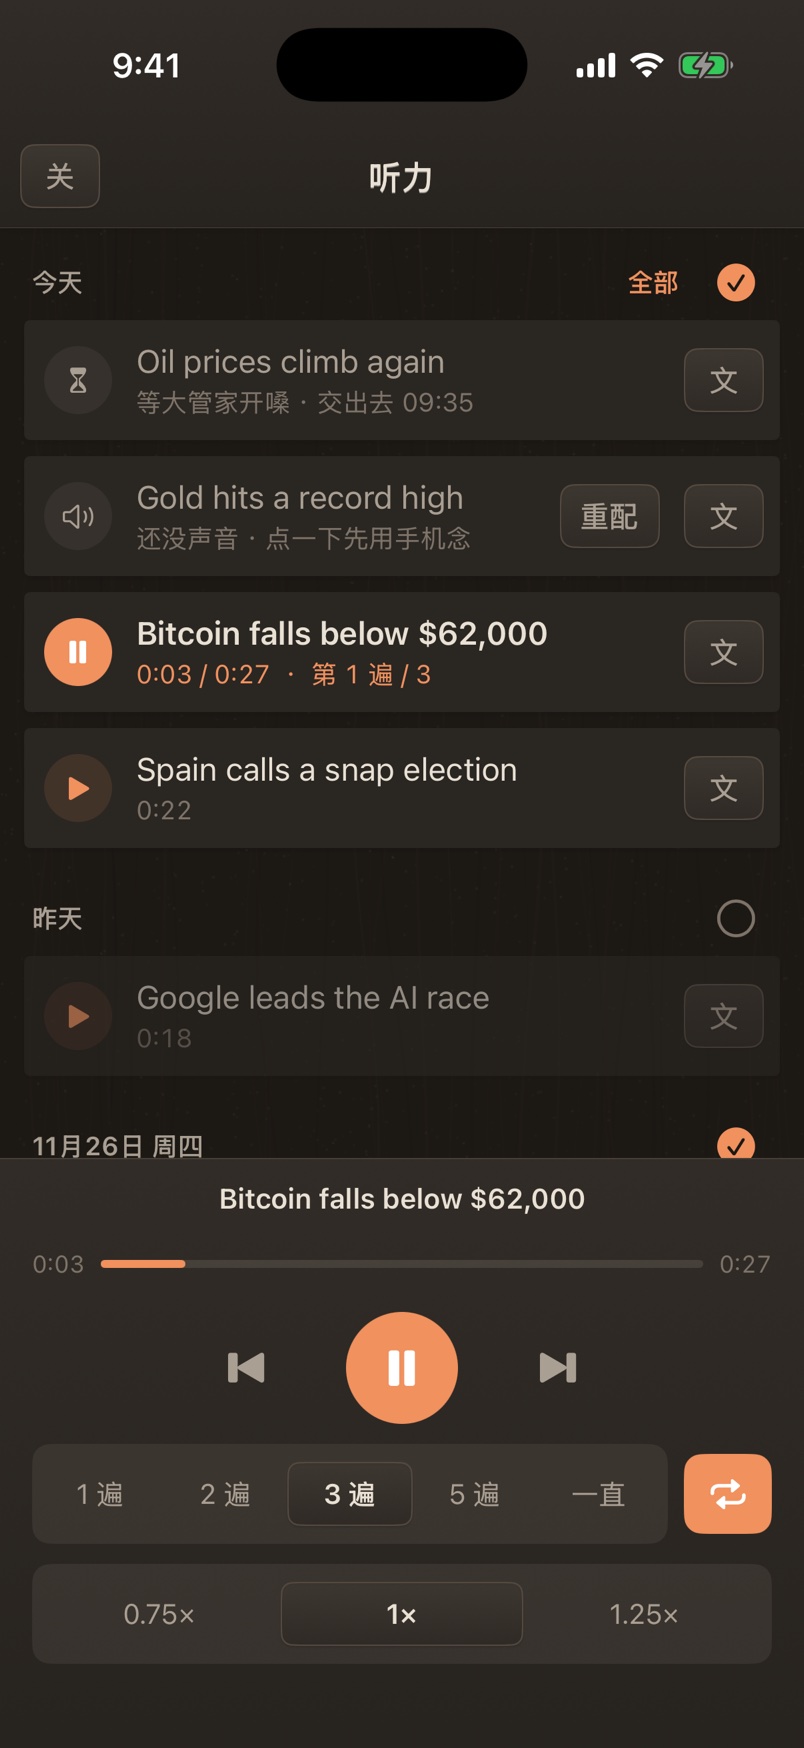 9:41
关
听力
今天
全部
Oil prices climb again
等大管家开嗓 · 交出去 09:35
文
Gold hits a record high
还没声音 · 点一下先用手机念
重配
文
Bitcoin falls below $62,000
0:03 / 0:27 · 第 1 遍 / 3
文
Spain calls a snap election
0:22
文
昨天
Google leads the AI race
0:18
文
11月26日 周四
Bitcoin falls below $62,000
0:03
0:27
1 遍
2 遍
3 遍
5 遍
一直
0.75×
1×
1.25×